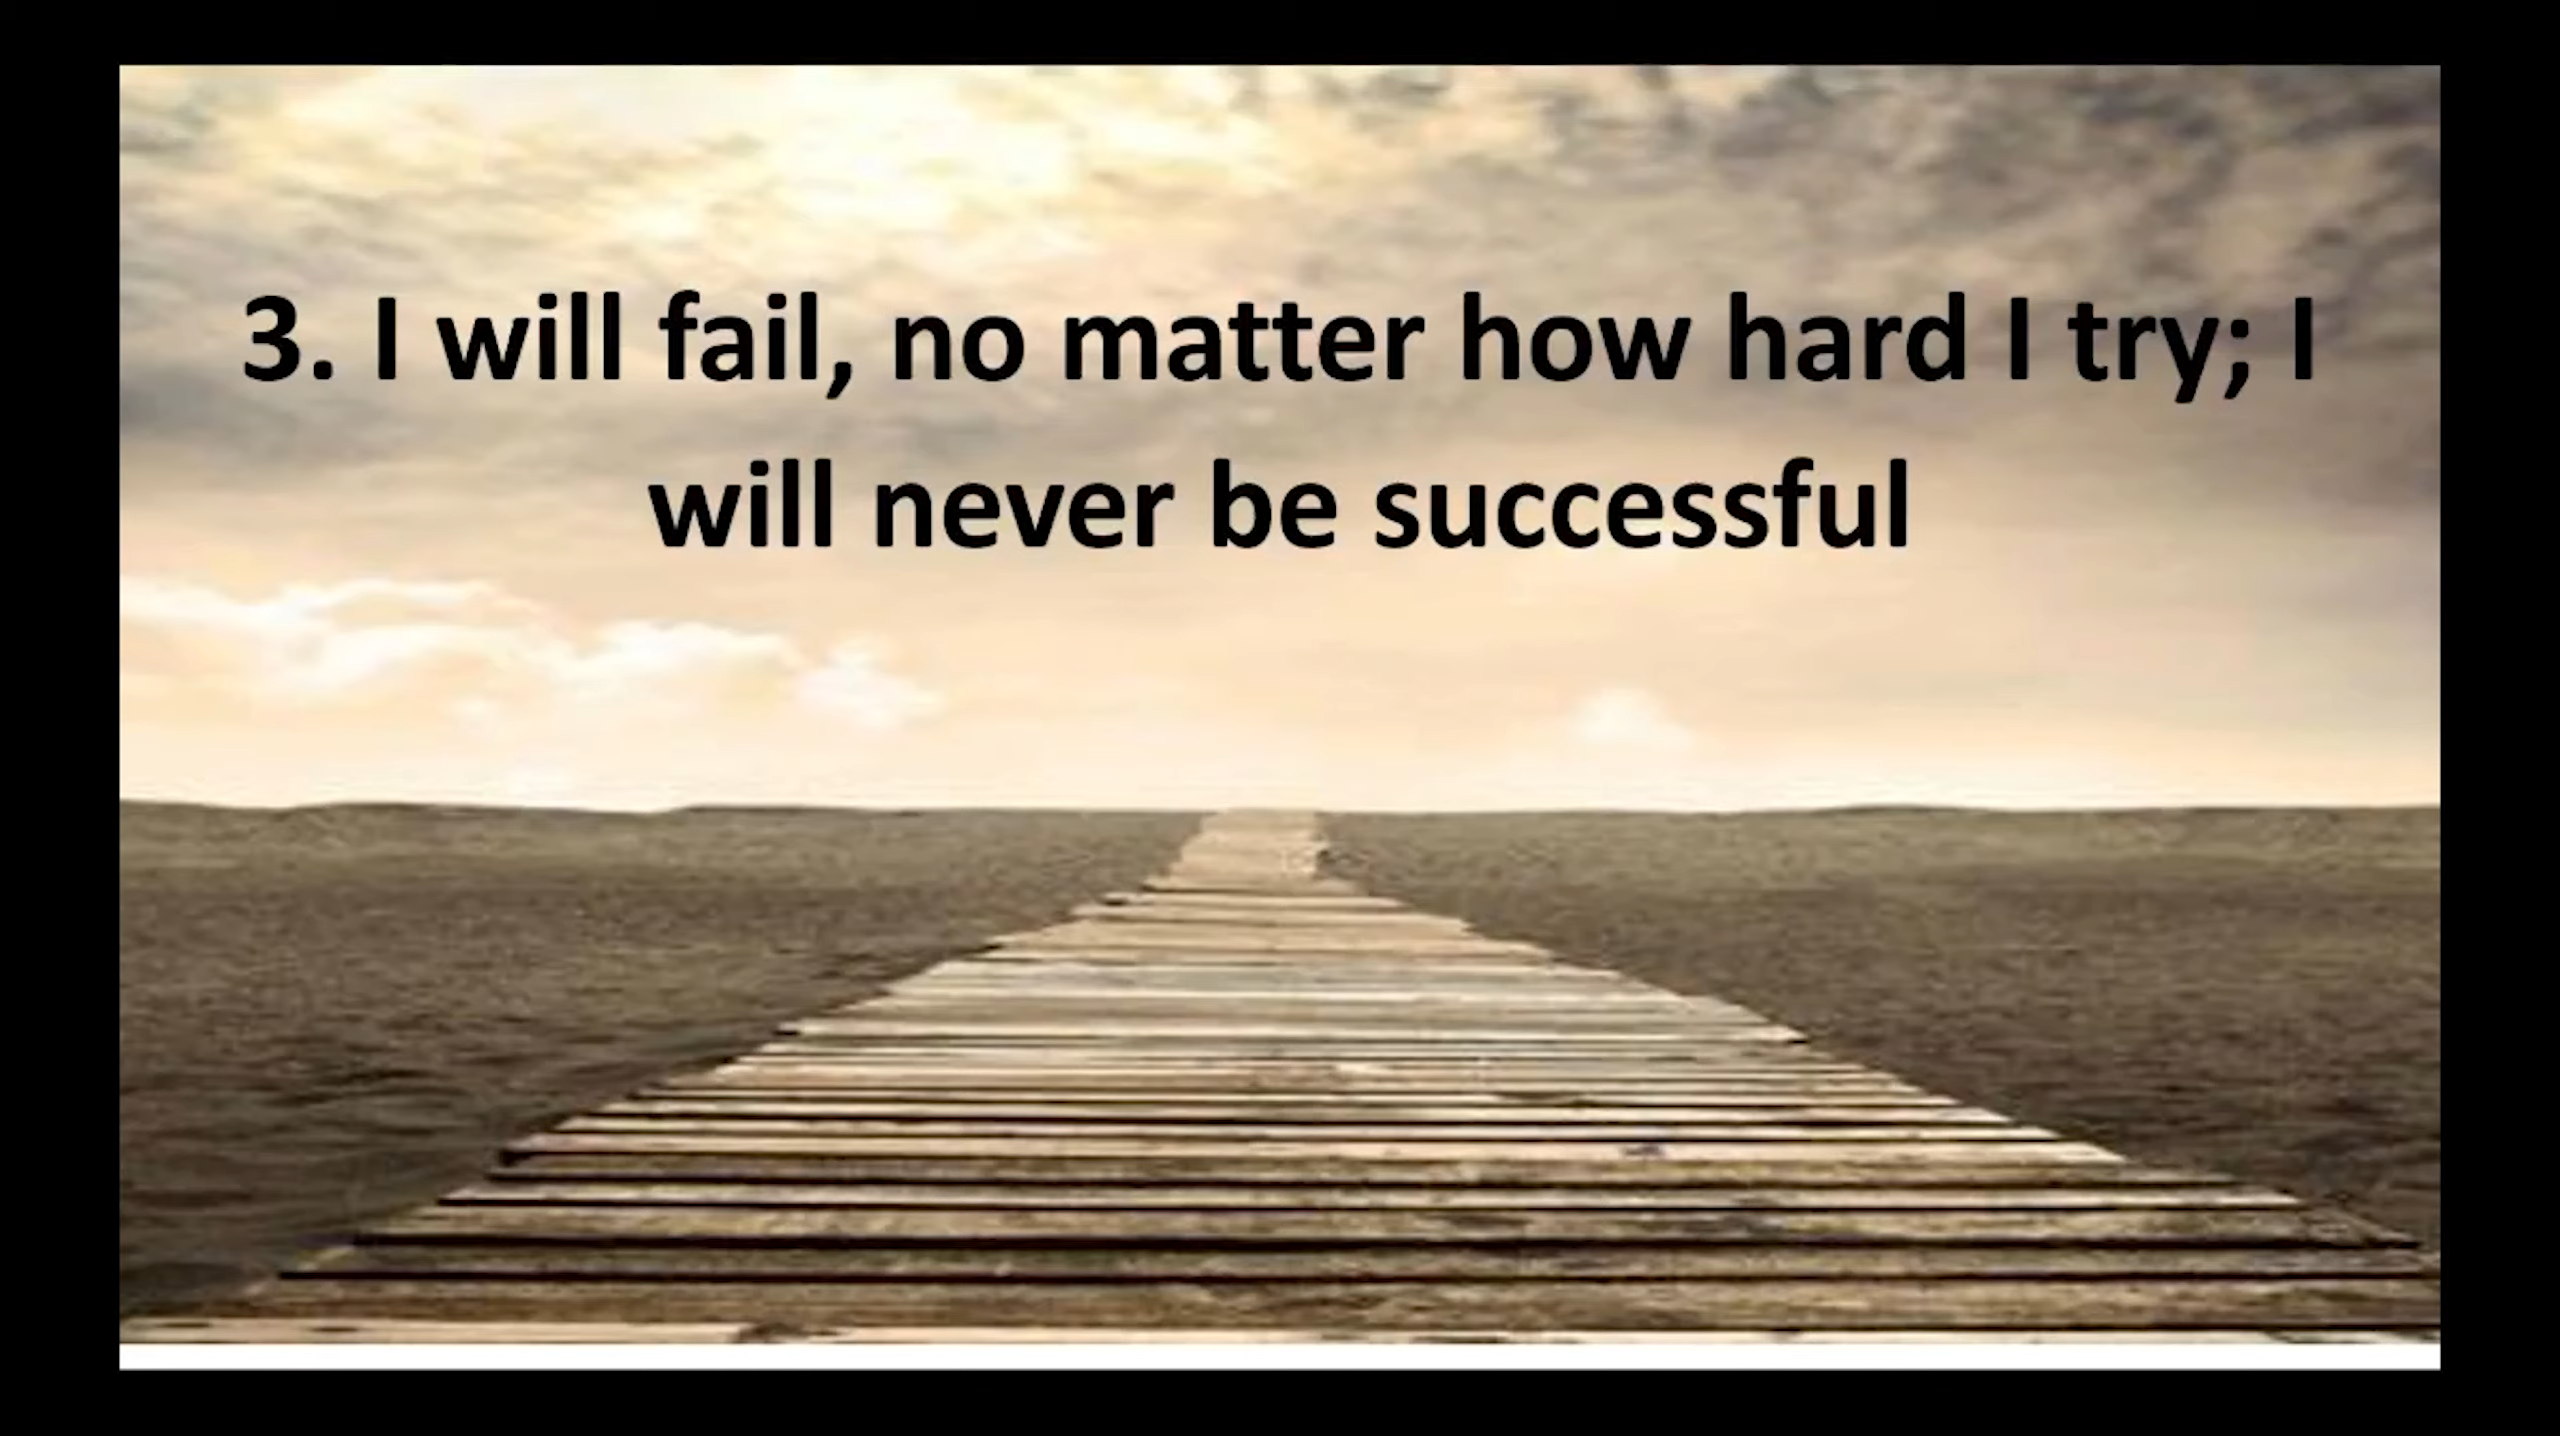 3. I will fail, no matter how hard I try; I
will never be successful